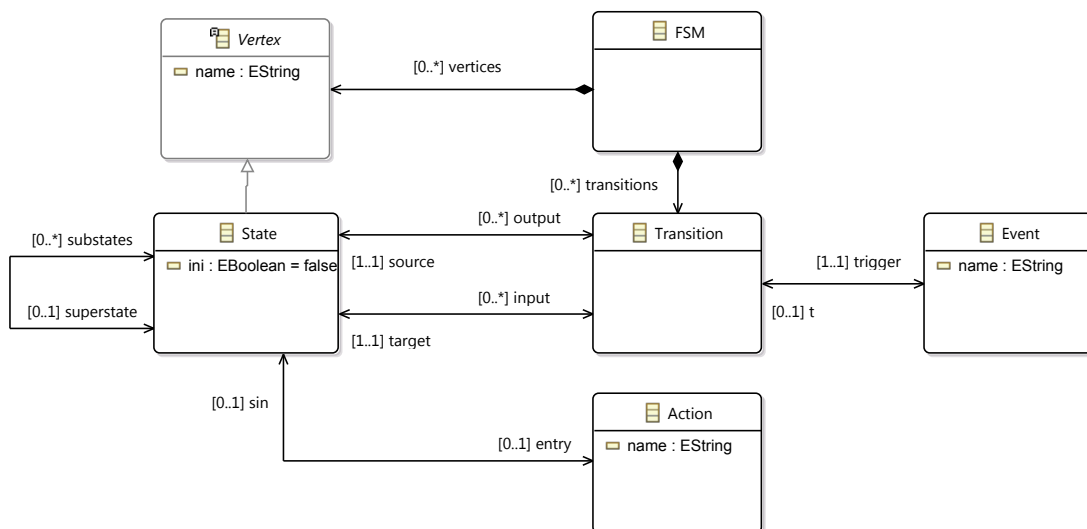 FSM
Vertex
name : EString
[0..*] vertices
[0..*] transitions
State
ini : EBoolean = false
[0..*] substates
[0..1] superstate
[0..*] output
[1..1] source
[0..*] input
[1..1] target
Transition
Event
name : EString
[1..1] trigger
[0..1] t
[0..1] sin
[0..1] entry
Action
name : EString